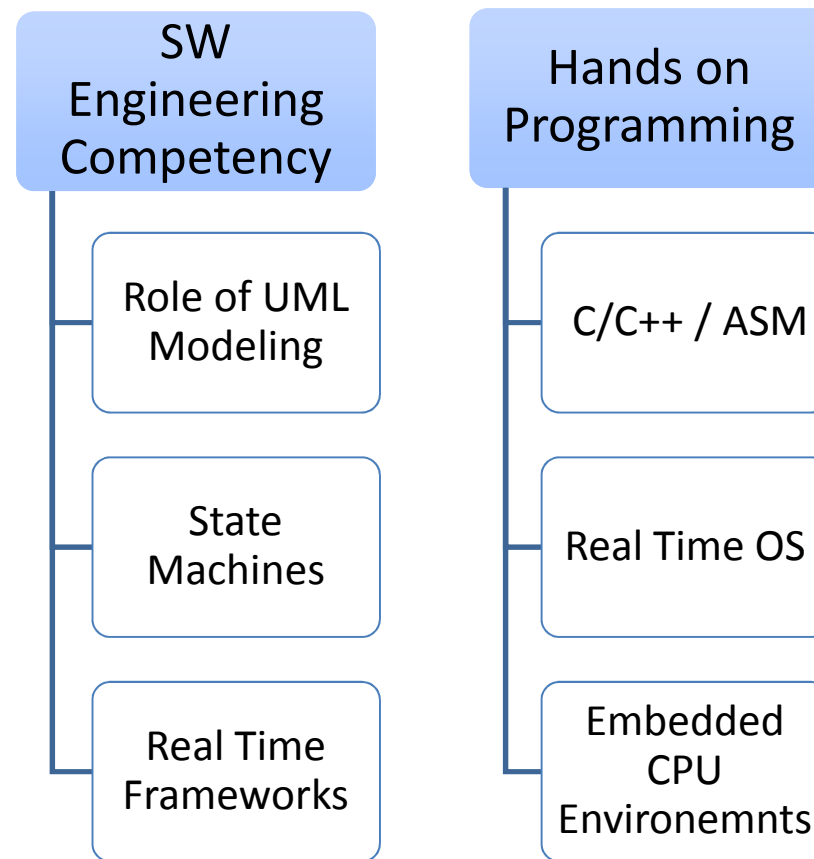 SW
Engineering
Competency
Role of UML
Modeling
State
Machines
Real Time
Frameworks
Hands on
Programming
C/C++ / ASM
Real Time OS
Embedded
CPU
Environemnts